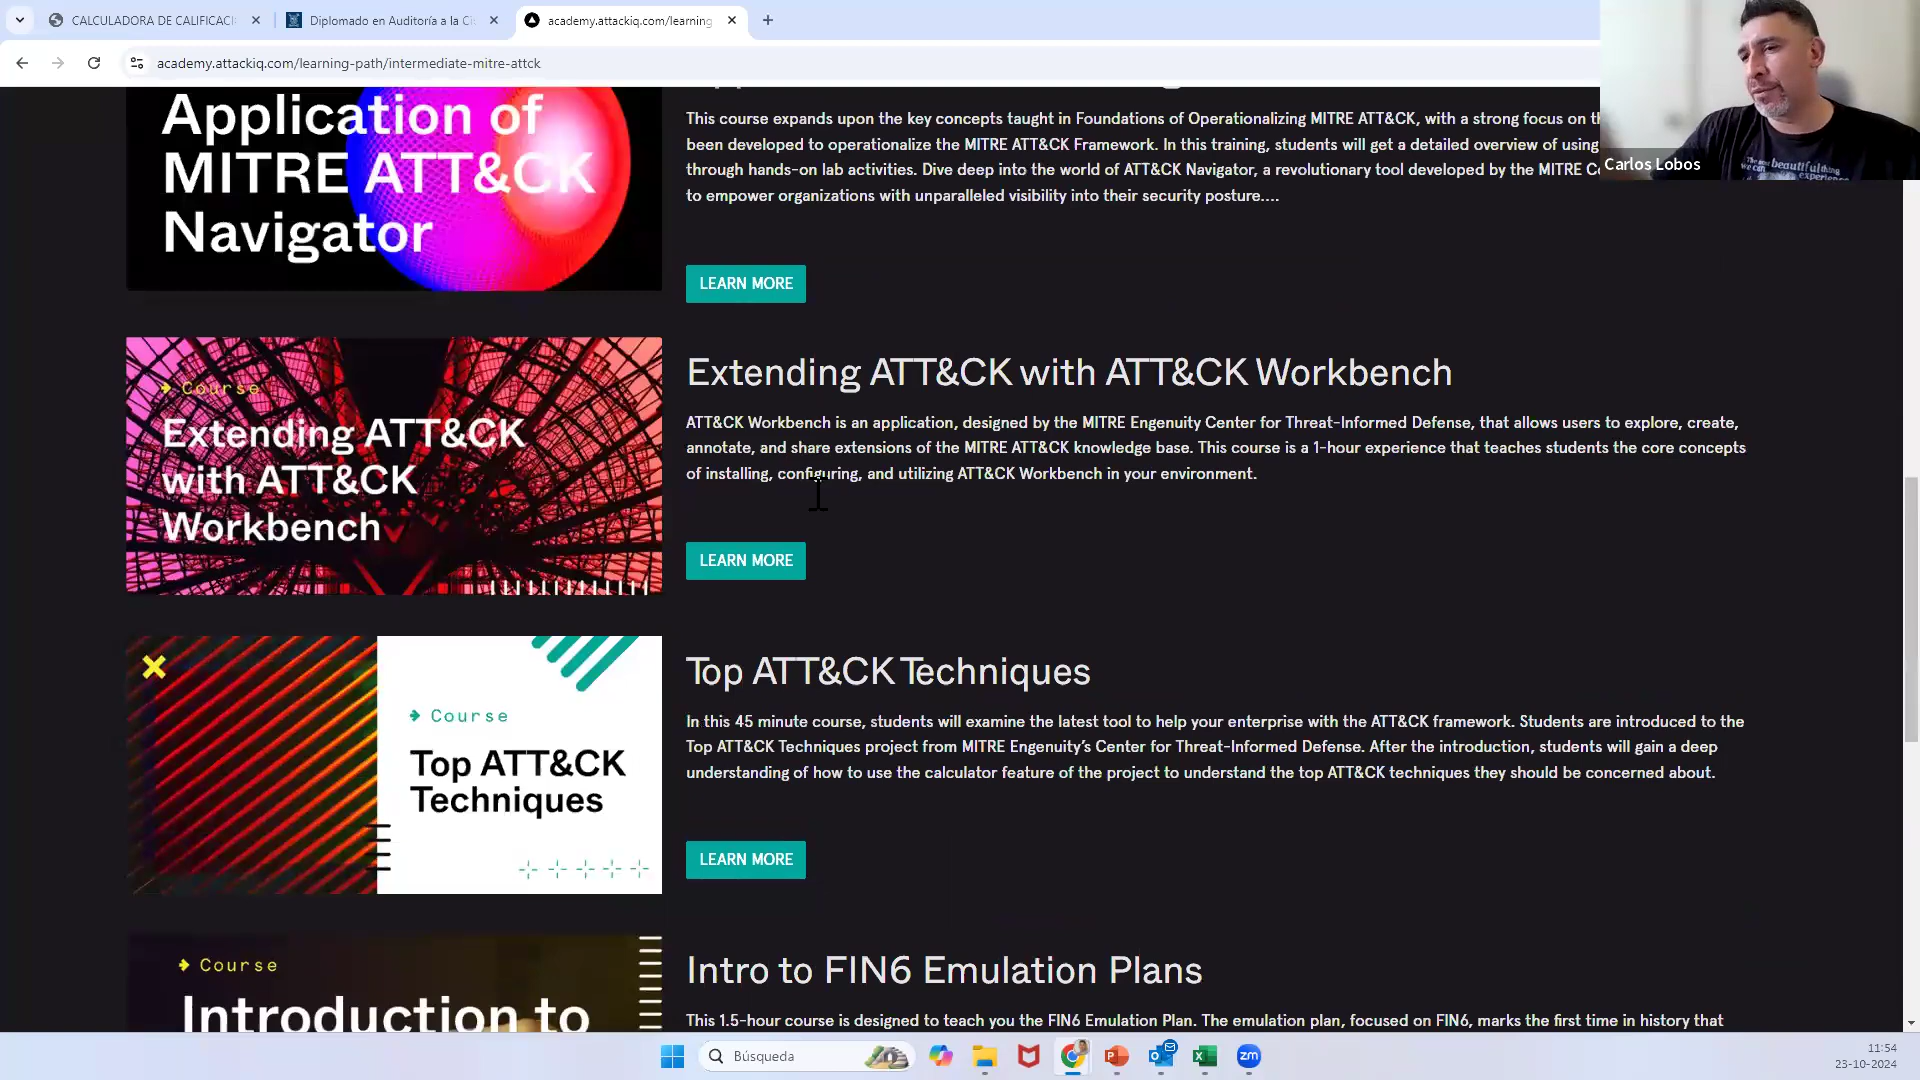 CALCULADORA DE CALIFICACI
Diplomado en Auditoría a la Ci
academy.attackiq.com/learning
academy.attackiq.com/learning-path/intermediate-mitre-attck
Carlos Lobos
Application of
MITRE ATT&CK
Navigator
This course expands upon the key concepts taught in Foundations of Operationalizing MITRE ATT&CK, with a strong focus on th
been developed to operationalize the MITRE ATT&CK Framework. In this training, students will get a detailed overview of using
through hands-on lab activities. Dive deep into the world of ATT&CK Navigator, a revolutionary tool developed by the MITRE Ce
to empower organizations with unparalleled visibility into their security posture....
LEARN MORE
Course
Extending ATT&CK
with ATT&CK
Workbench
Extending ATT&CK with ATT&CK Workbench
ATT&CK Workbench is an application, designed by the MITRE Engenuity Center for Threat-Informed Defense, that allows users to explore, create,
annotate, and share extensions of the MITRE ATT&CK knowledge base. This course is a 1-hour experience that teaches students the core concepts
of installing, configuring, and utilizing ATT&CK Workbench in your environment.
LEARN MORE
Course
Top ATT&CK
Techniques
Top ATT&CK Techniques
In this 45 minute course, students will examine the latest tool to help your enterprise with the ATT&CK framework. Students are introduced to the
Top ATT&CK Techniques project from MITRE Engenuity's Center for Threat-Informed Defense. After the introduction, students will gain a deep
understanding of how to use the calculator feature of the project to understand the top ATT&CK techniques they should be concerned about.
LEARN MORE
Course
Introduction to
Intro to FIN6 Emulation Plans
This 1.5-hour course is designed to teach you the FIN6 Emulation Plan. The emulation plan, focused on FIN6, marks the first time in history that
Búsqueda
zm
11:54
23-10-2024